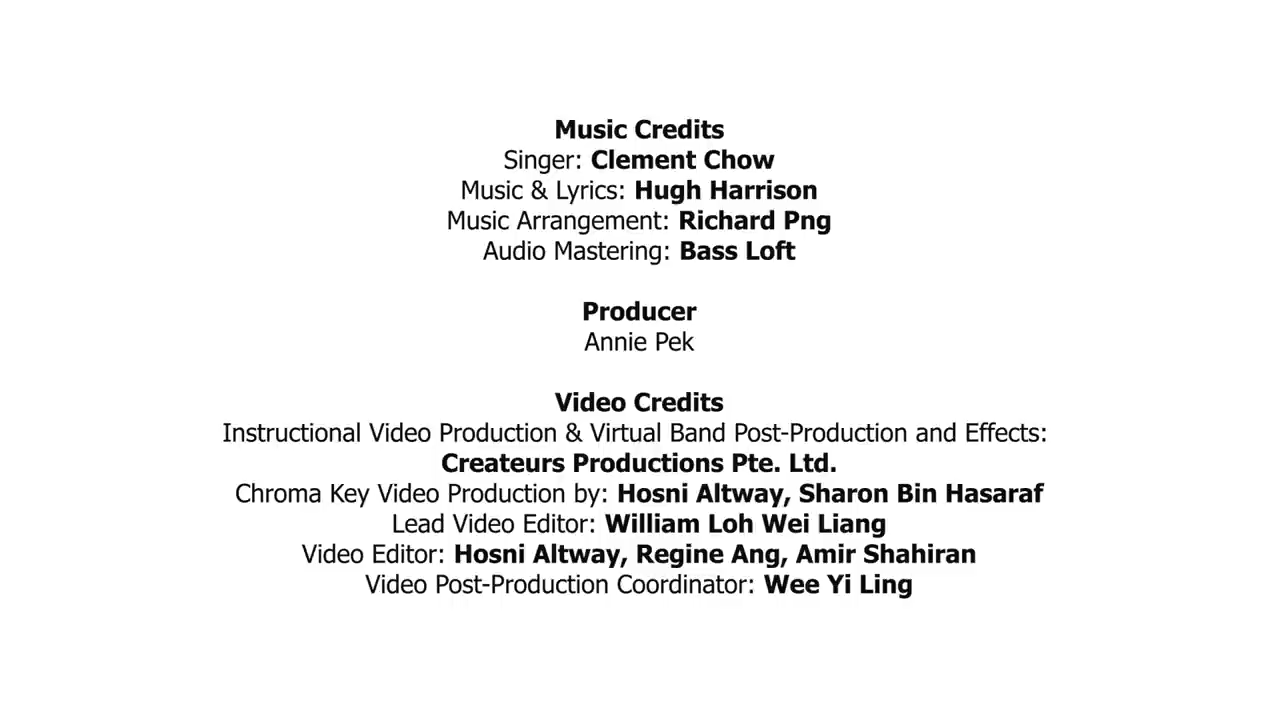 Music Credits
Singer: Clement Chow
Music & Lyrics: Hugh Harrison
Music Arrangement: Richard Png
Audio Mastering: Bass Loft
Producer
Annie Pek
Video Credits
Instructional Video Production & Virtual Band Post-Production and Effects:
Createurs Productions Pte. Ltd.
Chroma Key Video Production by: Hosni Altway, Sharon Bin Hasaraf
Lead Video Editor: William Loh Wei Liang
Video Editor: Hosni Altway, Regine Ang, Amir Shahiran
Video Post-Production Coordinator: Wee Yi Ling